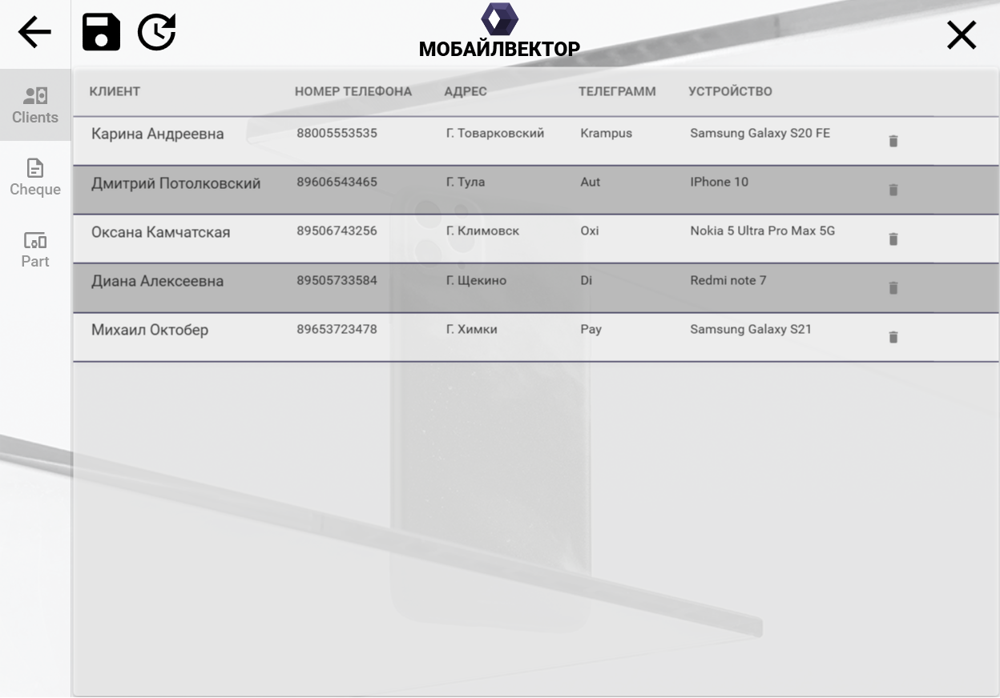 МОБАЙЛВЕКТОР
Clients
Cheque
Part
КЛИЕНТ НОМЕР ТЕЛЕФОНА АДРЕС ТЕЛЕГРАММ УСТРОЙСТВО
Карина Андреевна 88005553535 Г. Товарковский Krampus Samsung Galaxy S20 FE
Дмитрий Потолковский 89606543465 Г. Тула Aut IPhone 10
Оксана Камчатская 89506743256 Г. Климовск Oxi Nokia 5 Ultra Pro Max 5G
Диана Алексеевна 89505733584 Г. Щекино Di Redmi note 7
Михаил Октобер 89653723478 Г. Химки Pay Samsung Galaxy S21